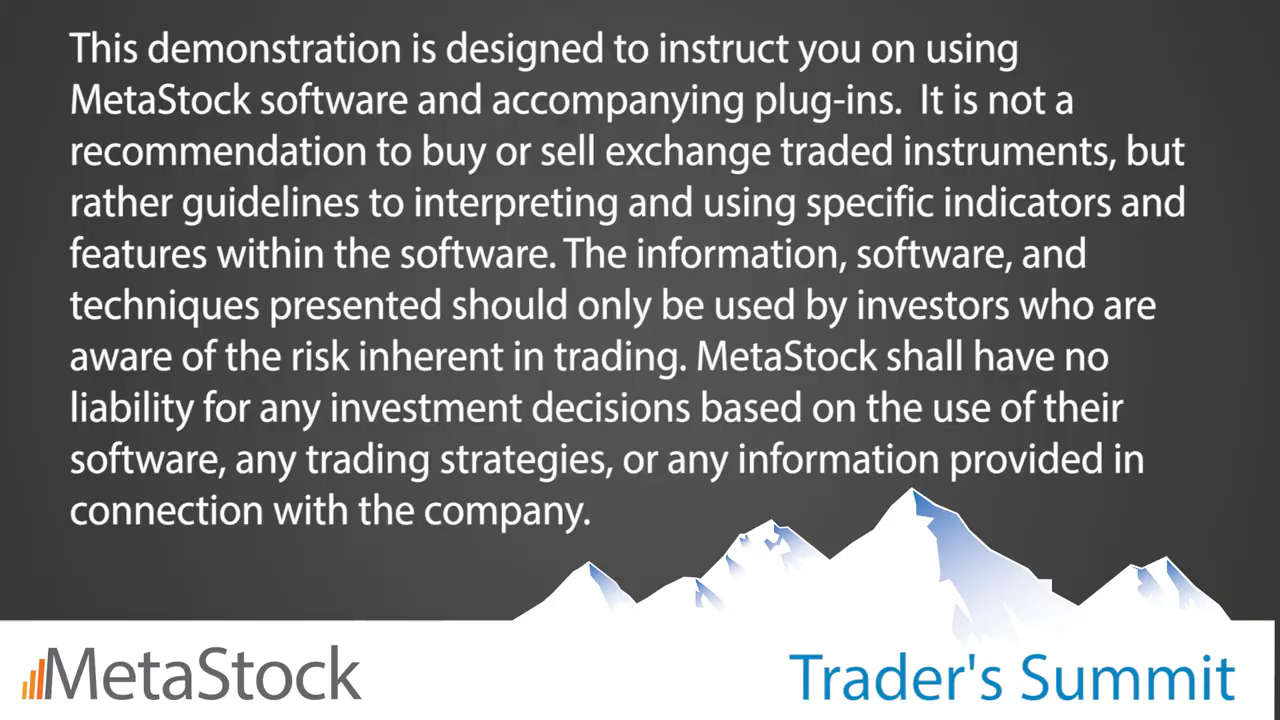 This demonstration is designed to instruct you on using
MetaStock software and accompanying plug-ins.  It is not a
recommendation to buy or sell exchange traded instruments, but
rather guidelines to interpreting and using specific indicators and
features within the software. The information, software, and
techniques presented should only be used by investors who are
aware of the risk inherent in trading. MetaStock shall have no
liability for any investment decisions based on the use of their
software, any trading strategies, or any information provided in
connection with the company.
MetaStock
Trader's Summit